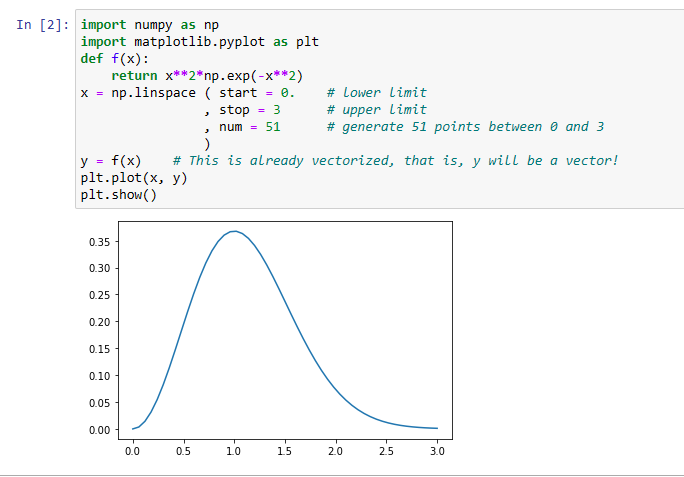 In [2]: import numpy as np
import matplotlib.pyplot as plt
def f(x):
    return x**2*np.exp(-x**2)
x = np.linspace ( start = 0.    # lower limit
                , stop = 3      # upper limit
                , num = 51      # generate 51 points between 0 and 3
                )
y = f(x)    # This is already vectorized, that is, y will be a vector!
plt.plot(x, y)
plt.show()
0.35
0.30
0.25
0.20
0.15
0.10
0.05
0.00
0.0 0.5 1.0 1.5 2.0 2.5 3.0